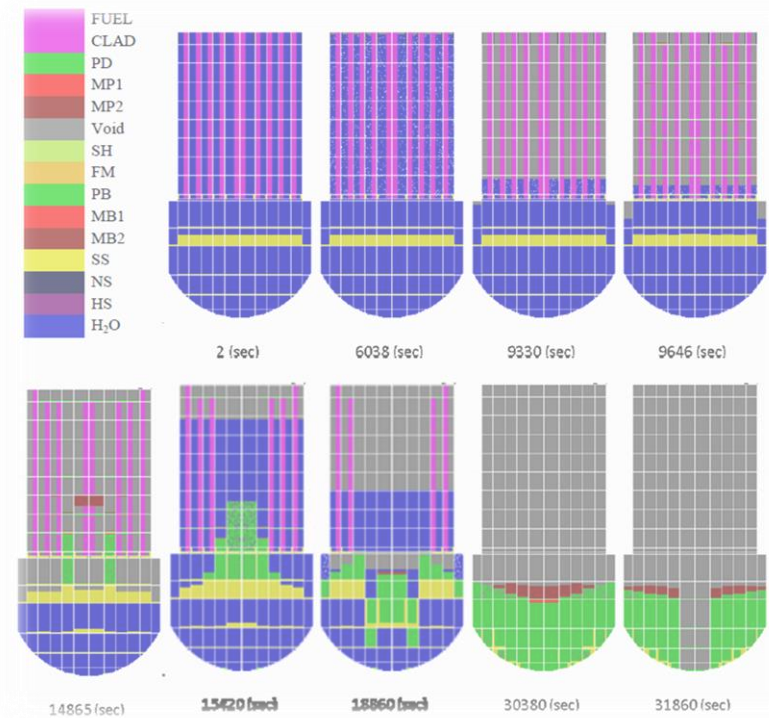 FUEL
CLAD
PD
MP1
MP2
Void
SH
FM
PB
MB1
MB2
SS
NS
HS
H₂O
2 (sec)
6038 (sec)
9330 (sec)
9646 (sec)
14865 (sec)
15420 (sec)
18860 (sec)
30380 (sec)
31860 (sec)